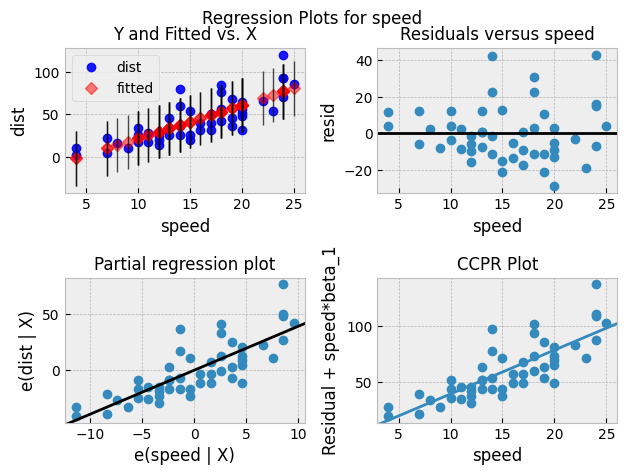 Regression Plots for speed
Y and Fitted vs. X
Residuals versus speed
dist
fitted
100
50
0
dist
5 10 15 20 25
speed
40
20
0
−20
resid
5 10 15 20 25
speed
Partial regression plot
CCPR Plot
50
0
e(dist | X)
−10 −5 0 5 10
e(speed | X)
100
50
Residual + speed*beta_1
5 10 15 20 25
speed